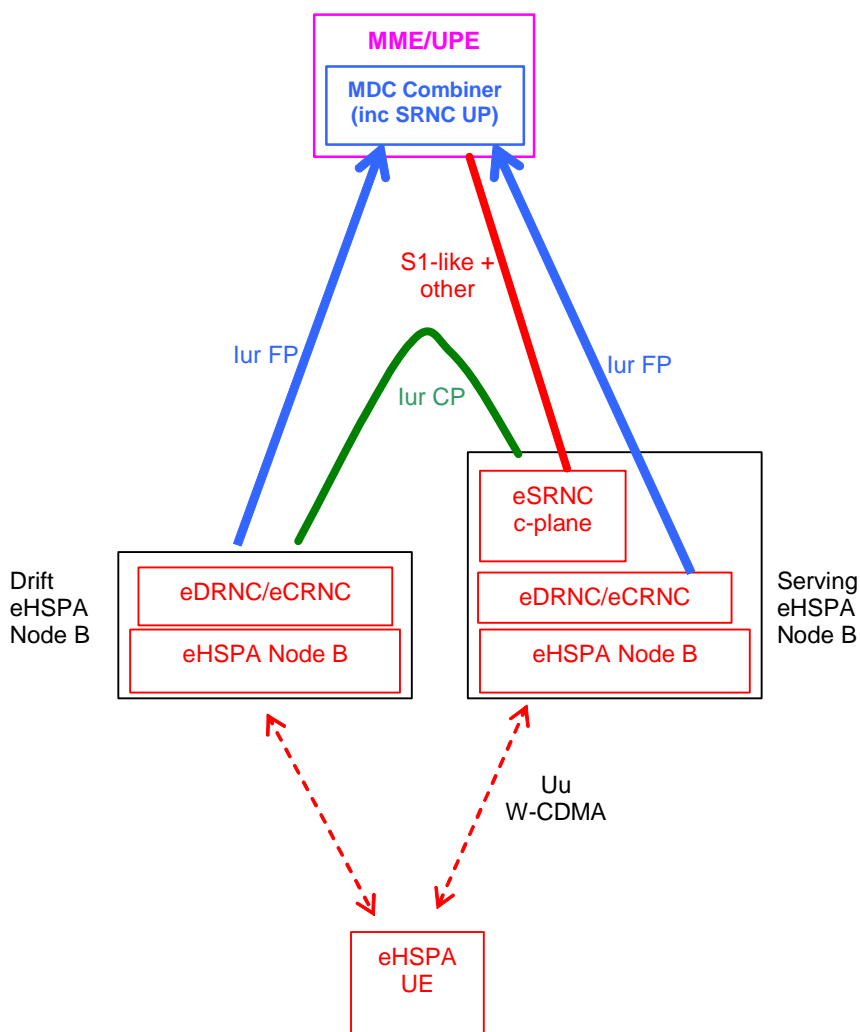 MME/UPE
MDC Combiner
(inc SRNC UP)
S1-like +
other
Iur FP
Iur FP
Iur CP
eSRNC
c-plane
Drift
eHSPA
Node B
eDRNC/eCRNC
eHSPA Node B
eDRNC/eCRNC
eHSPA Node B
Serving
eHSPA
Node B
Uu
W-CDMA
eHSPA
UE